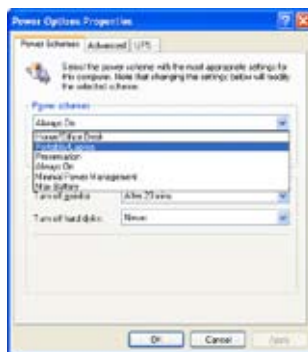 Power Options Properties
Power Schemes Advanced UPS
Select the power scheme with the most appropriate settings for
this computer. Note that changing the settings below will modify
the selected scheme.
Power schemes
Always On
Home/Office Desk
Portable/Laptop
Presentation
Always On
Minimal Power Management
Max Battery
Turn off monitor: After 20 mins
Turn off hard disks: Never
OK Cancel Apply